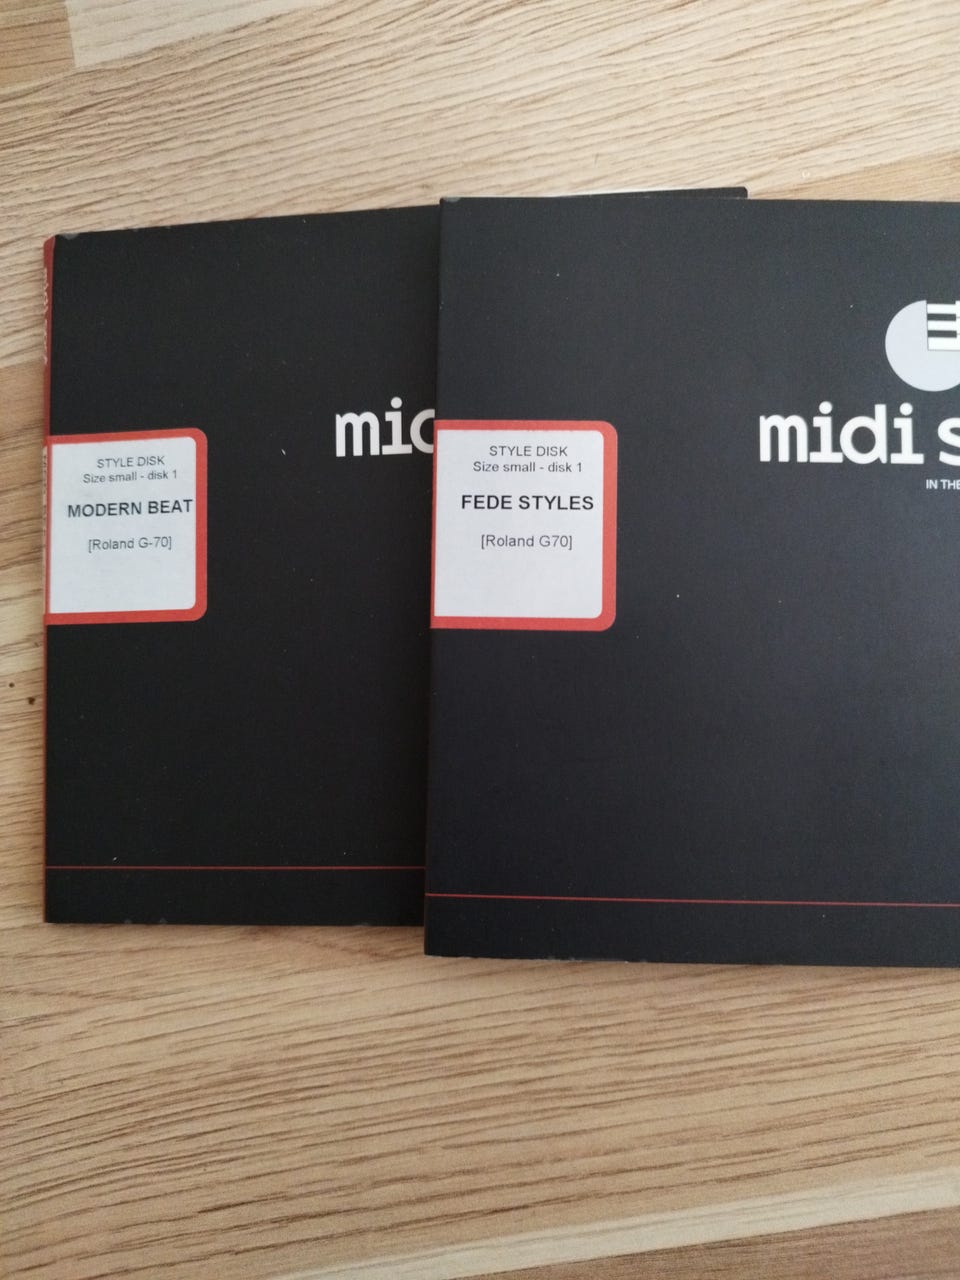 STYLE DISK
Size small - disk 1
MODERN BEAT
[Roland G-70]
STYLE DISK
Size small - disk 1
FEDE STYLES
[Roland G70]
midi
IN THE